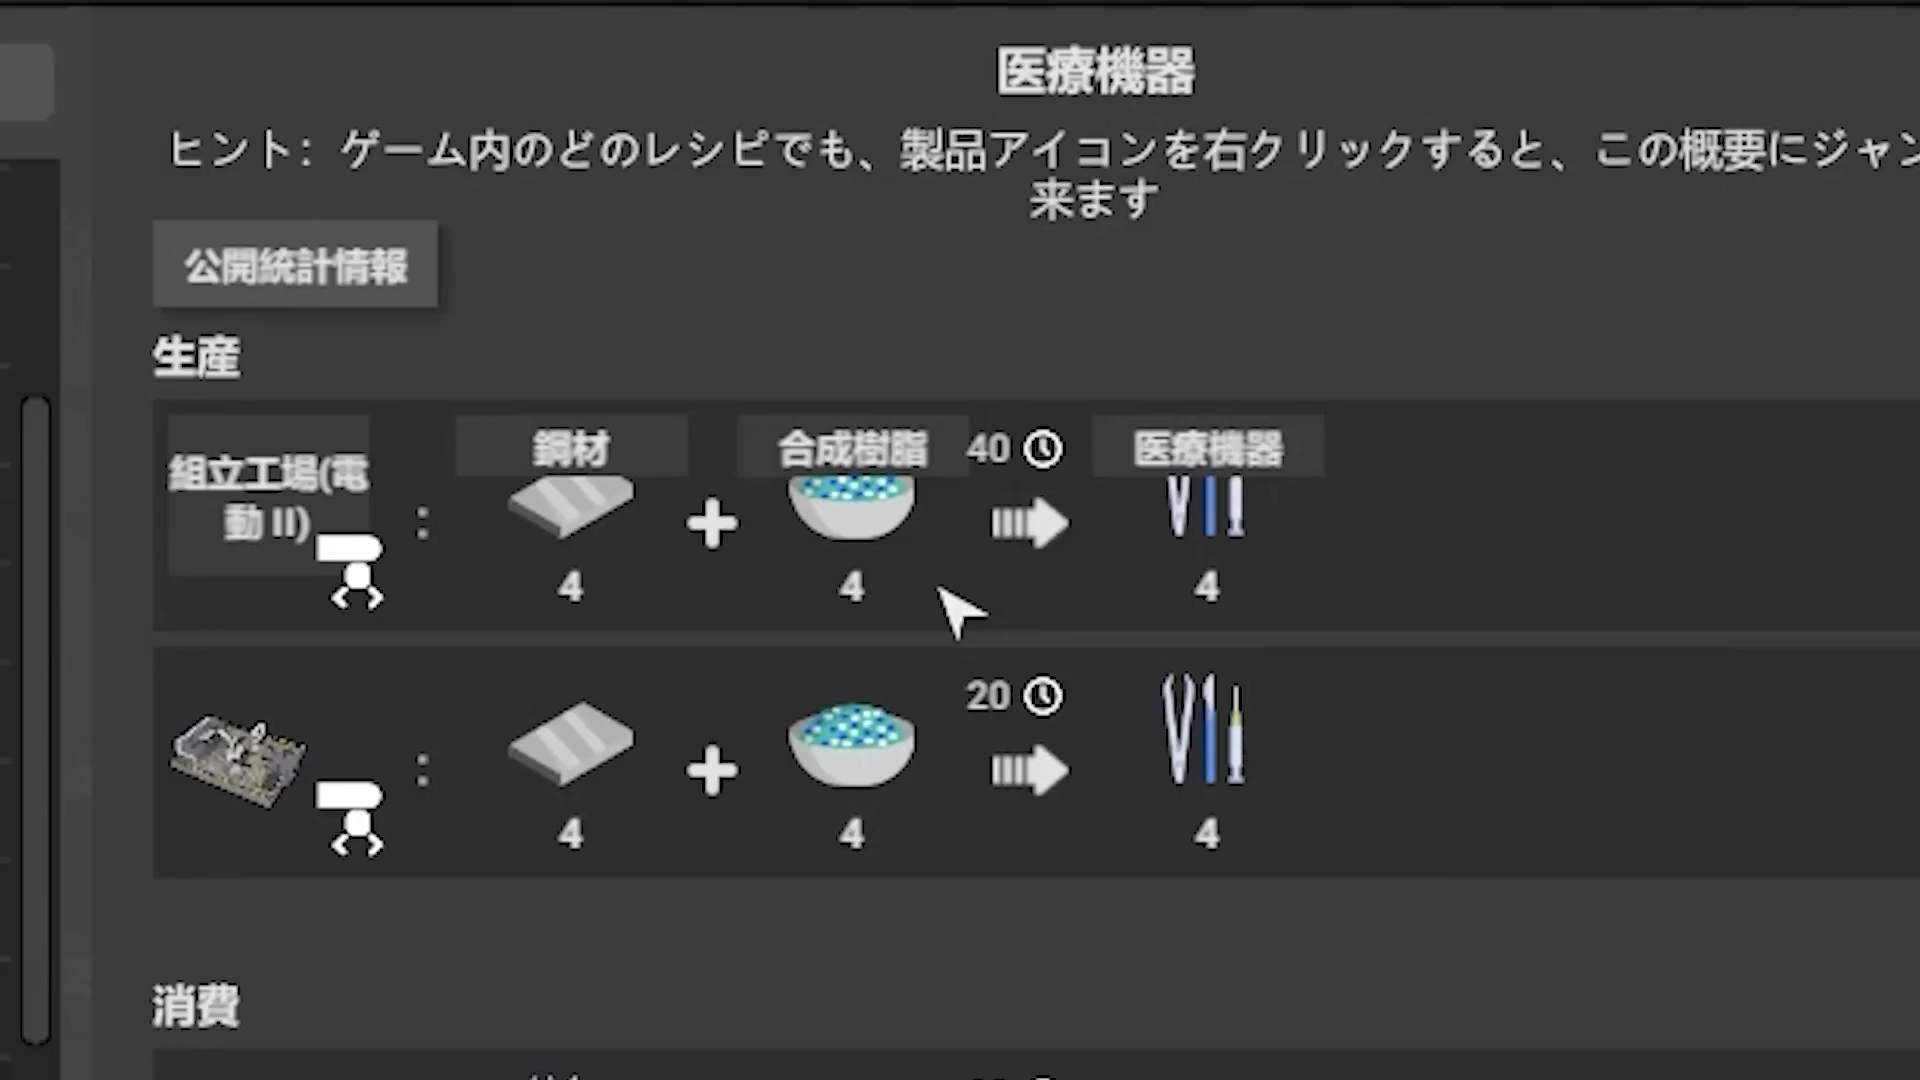 医療機器
ヒント: ゲーム内のどのレシピでも、製品アイコンを右クリックすると、この概要にジャン
来ます
公開統計情報
生産
組立工場(電
動 II)
:
鋼材
4
+
合成樹脂
4
40
医療機器
4
:
4
+
4
20
4
消費